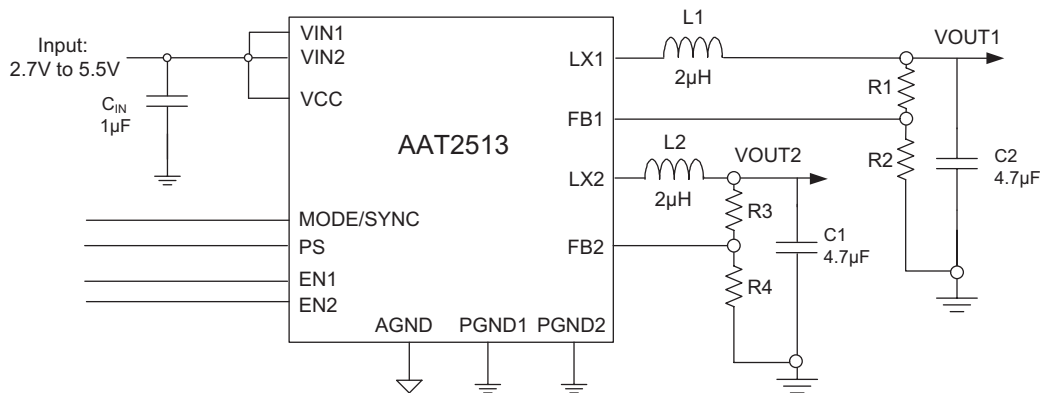 Input:
2.7V to 5.5V
C_IN
1µF
VIN1
VIN2
VCC
AAT2513
MODE/SYNC
PS
EN1
EN2
AGND
PGND1
PGND2
LX1
FB1
LX2
FB2
L1
2µH
VOUT1
R1
R2
C2
4.7µF
L2
2µH
VOUT2
R3
R4
C1
4.7µF